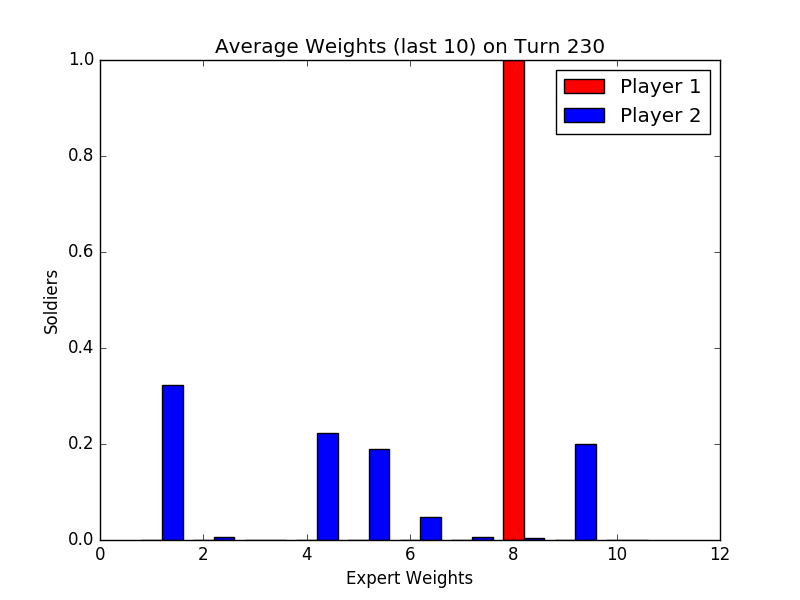 Average Weights (last 10) on Turn 230
1.0
0.8
0.6
0.4
0.2
0.0
Soldiers
Player 1
Player 2
0 2 4 6 8 10 12
Expert Weights